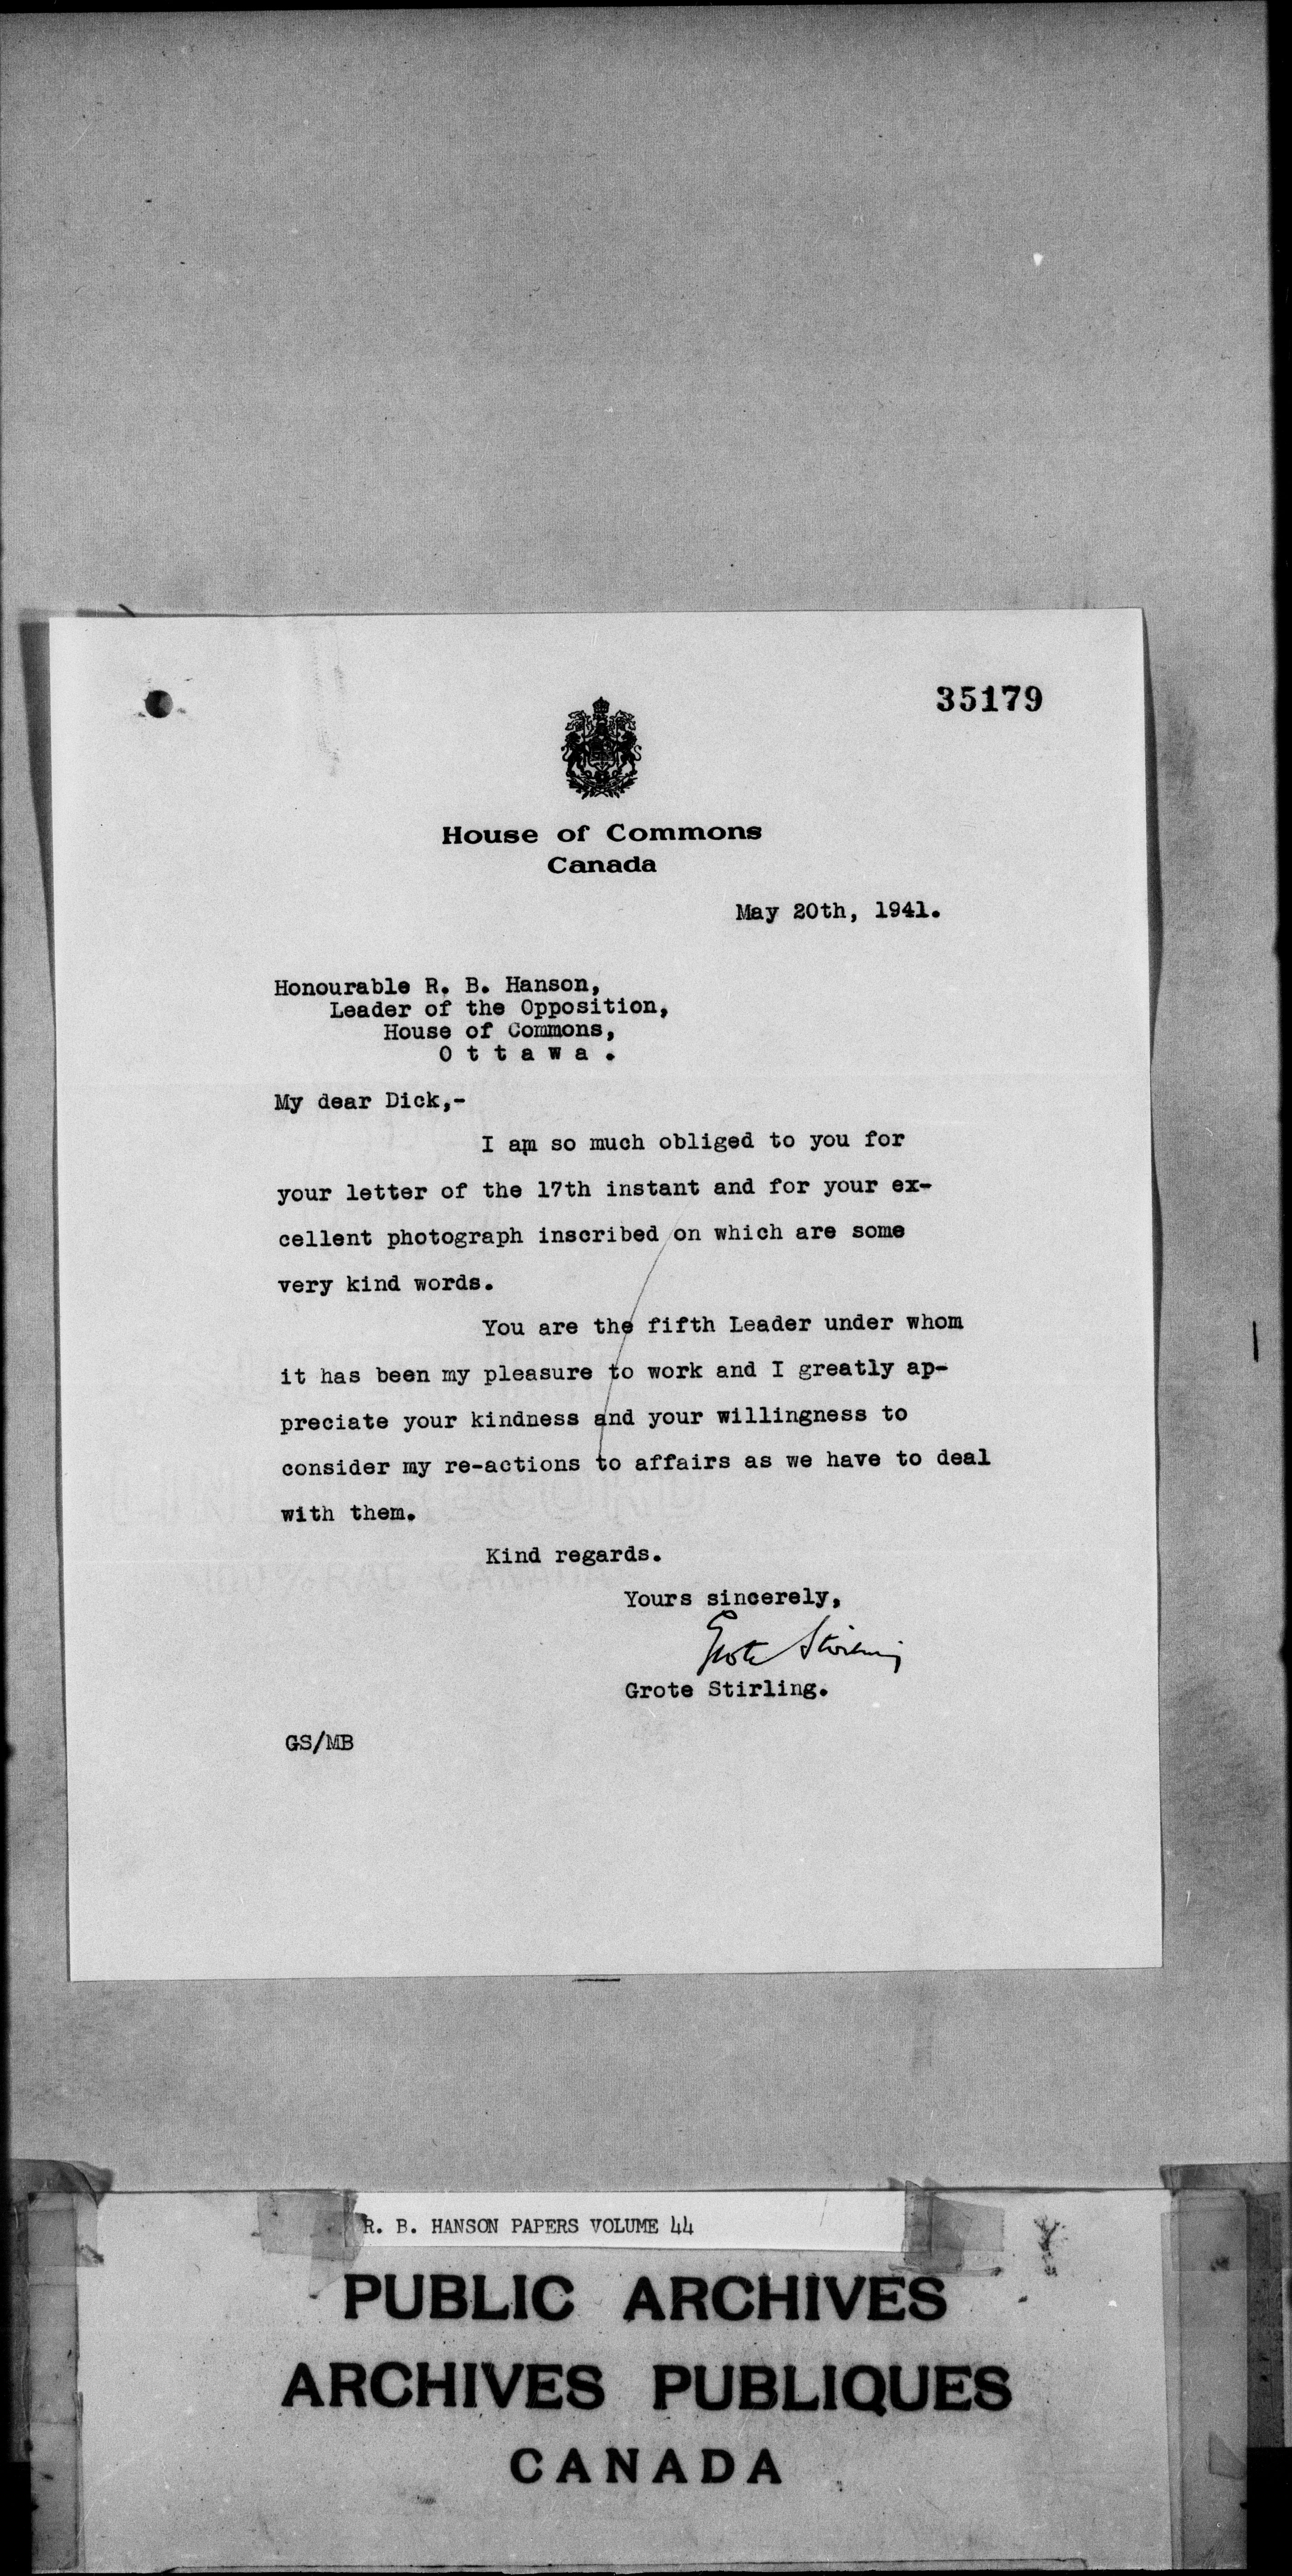 35179
House of Commons
Canada
May 20th, 1941.
Honourable R. B. Hanson,
Leader of the Opposition,
House of Commons,
O t t a w a .
My dear Dick,-
I am so much obliged to you for
your letter of the 17th instant and for your ex-
cellent photograph inscribed on which are some
very kind words.
You are the fifth Leader under whom
it has been my pleasure to work and I greatly ap-
preciate your kindness and your willingness to
consider my re-actions to affairs as we have to deal
with them.
Kind regards.
Yours sincerely,
Grote Stirling
Grote Stirling.
GS/MB
R. B. HANSON PAPERS VOLUME 44
PUBLIC ARCHIVES
ARCHIVES PUBLIQUES
CANADA